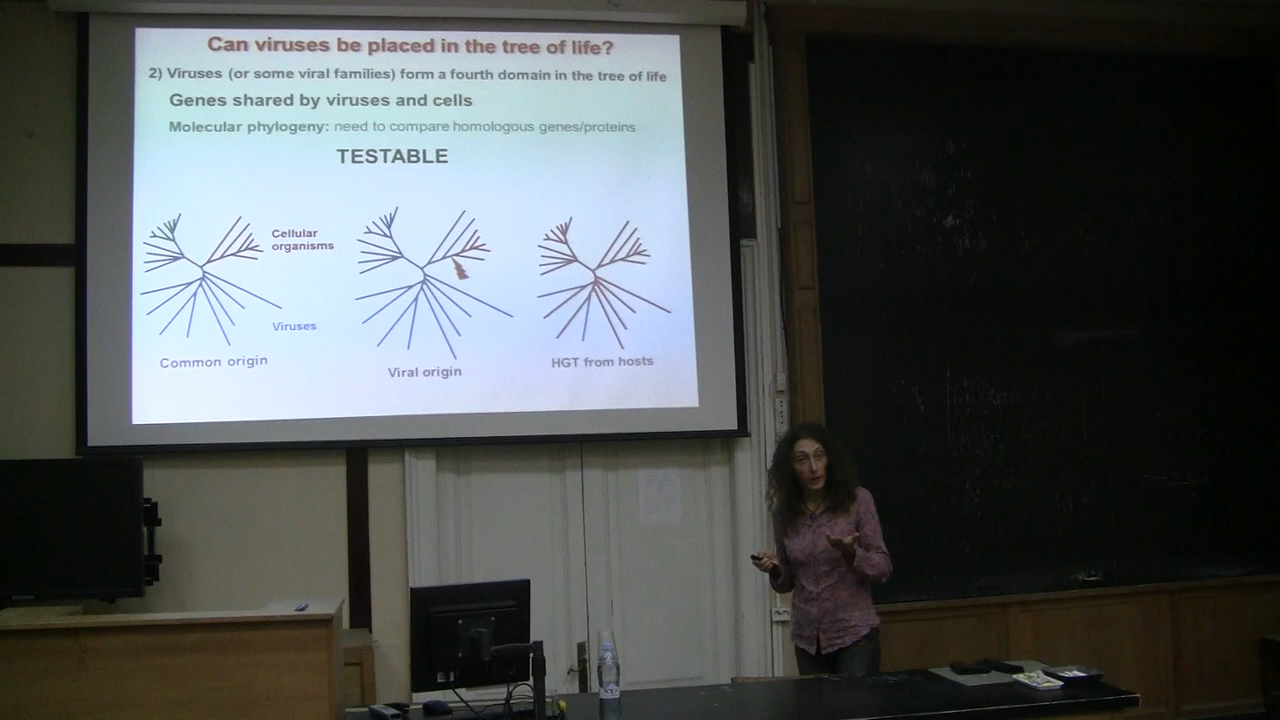 Can viruses be placed in the tree of life?
2) Viruses (or some viral families) form a fourth domain in the tree of life
Genes shared by viruses and cells
Molecular phylogeny: need to compare homologous genes/proteins
TESTABLE
Cellular
organisms
Viruses
Common origin
Viral origin
HGT from hosts